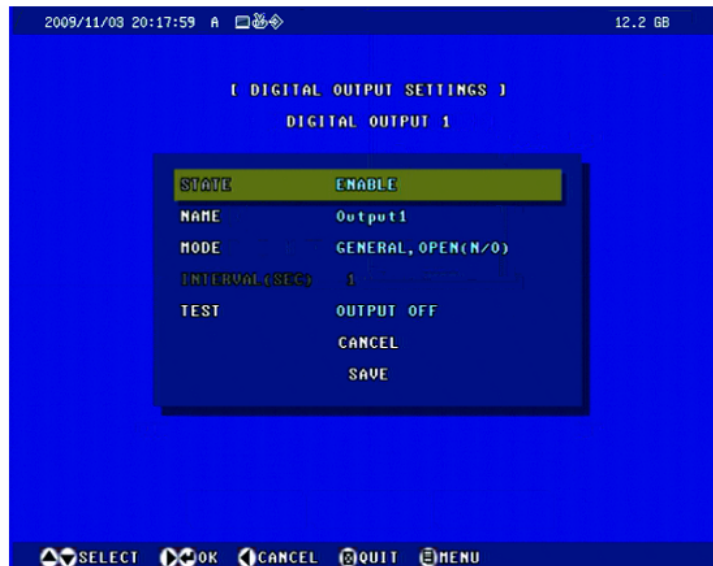 2009/11/03 20:17:59 A 12.2 GB
[ DIGITAL OUTPUT SETTINGS ]
DIGITAL OUTPUT 1
STATE ENABLE
NAME Output1
MODE GENERAL,OPEN(N/O)
INTERVAL(SEC) 1
TEST OUTPUT OFF
CANCEL
SAVE
SELECT OK CANCEL QUIT MENU